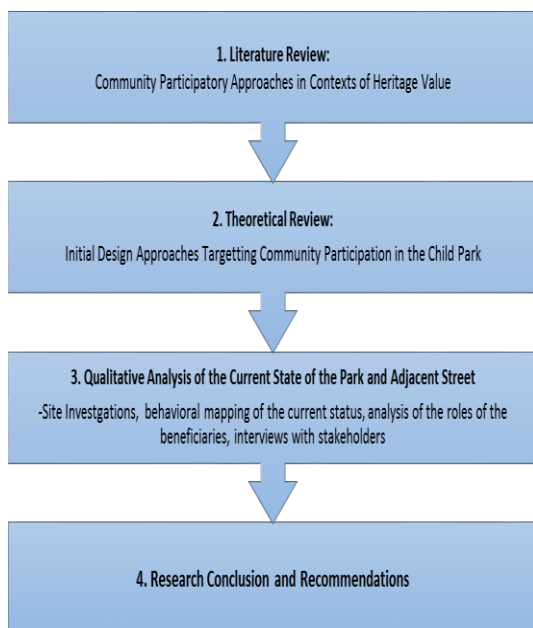 1. Literature Review:
Community Participatory Approaches in Contexts of Heritage Value
2. Theoretical Review:
Initial Design Approaches Targetting Community Participation in the Child Park
3. Qualitative Analysis of the Current State of the Park and Adjacent Street
-Site Investgations, behavioral mapping of the current status, analysis of the roles of the
beneficiaries, interviews with stakeholders
4. Research Conclusion and Recommendations